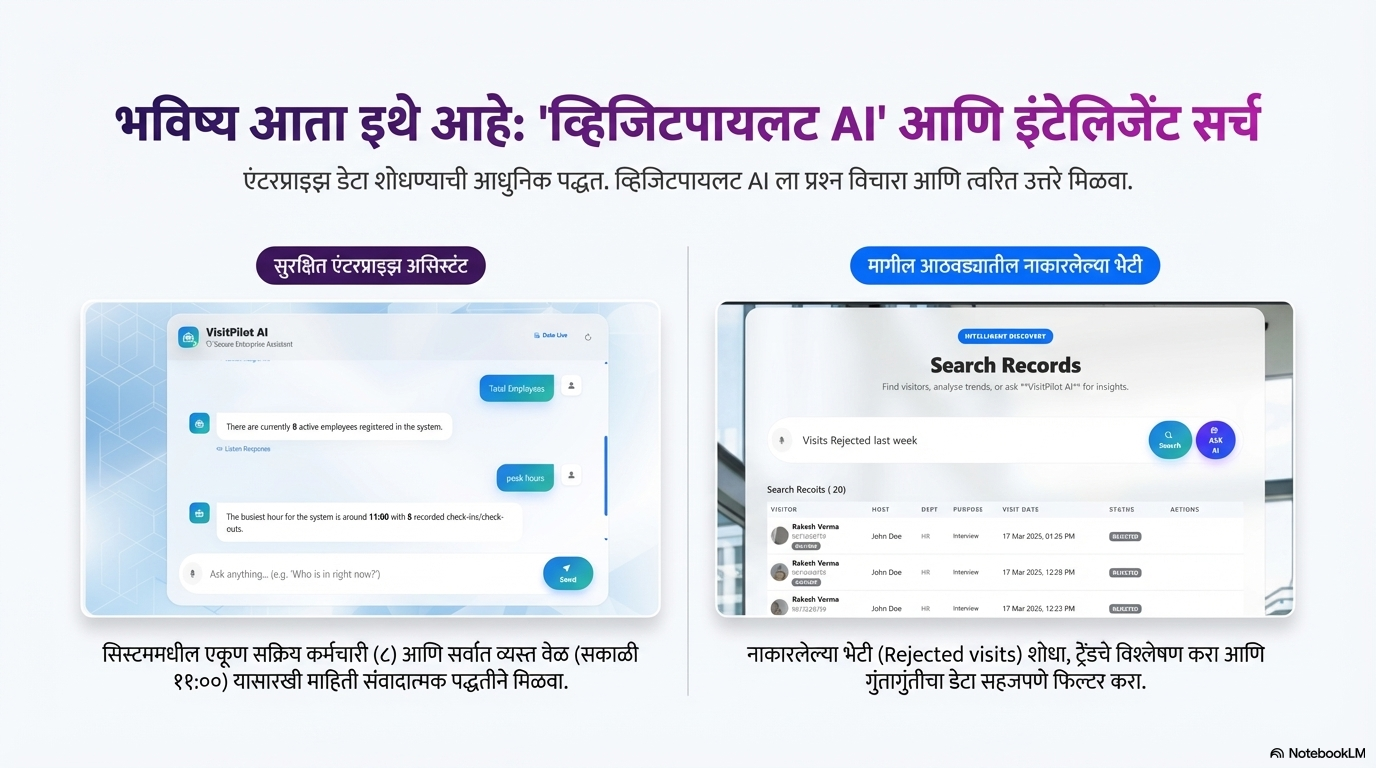 भविष्य आता इथे आहे: 'व्हिजिटपायलट AI' आणि इंटेलिजेंट सर्च
एंटरप्राइझ डेटा शोधण्याची आधुनिक पद्धत. व्हिजिटपायलट AI ला प्रश्न विचारा आणि त्वरित उत्तरे मिळवा.
सुरक्षित एंटरप्राइझ असिस्टंट
VisitPilot AI
Secure Enterprise Assistant
Data Live
Total Employees
There are currently 8 active employees registered in the system.
Listen
peak hours
The busiest hour for the system is around 11:00 with 8 recorded check-ins/check-
outs.
Ask anything... (e.g. 'Who is in right now?')
Send
सिस्टममधील एकूण सक्रिय कर्मचारी (८) आणि सर्वात व्यस्त वेळ (सकाळी
११:००) यासारखी माहिती संवादात्मक पद्धतीने मिळवा.
मागील आठवड्यातील नाकारलेल्या भेटी
INTELLIGENT DISCOVERY
Search Records
Find visitors, analyse trends, or ask **VisitPilot AI** for insights.
Visits Rejected last week
Search
ASK
AI
Search Recoits ( 20)
VISITOR HOST DEPT PURPOSE VISIT DATE ACTIONS
Rakesh Verma
John Doe HR Interview 17 Mar 2025, 01:25 PM
Rakesh Verma
John Doe HR Interview 17 Mar 2026, 12:28 PM
Rakesh Verma
John Doe HR Interview 17 Mar 2026, 12:23 PM
नाकारलेल्या भेटी (Rejected visits) शोधा, ट्रेंडचे विश्लेषण करा आणि
गुंतागुंतीचा डेटा सहजपणे फिल्टर करा.
NotebookLM